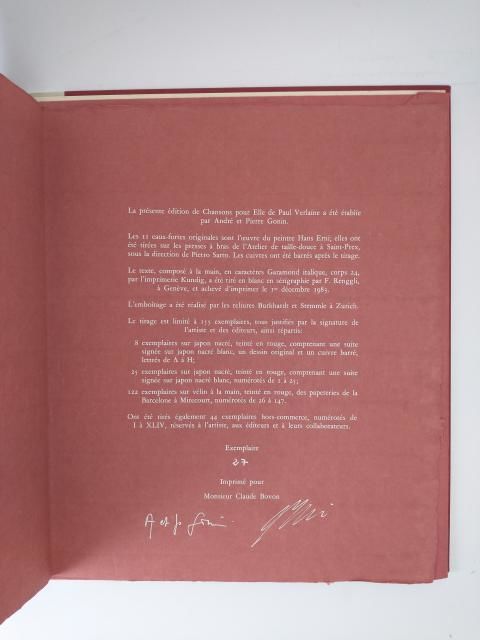 La présente édition de Chansons pour Elle de Paul Verlaine a été établie
par André et Pierre Gonin.
Les 11 eaux-fortes originales sont l'œuvre du peintre Hans Erni; elles ont
été tirées sur les presses à bras de l'Atelier de taille-douce à Saint-Prex,
sous la direction de Pietro Sarto. Les cuivres ont été barrés après le tirage.
Le texte, composé à la main, en caractères Garamond italique, corps 24,
par l'imprimerie Kundig, a été tiré en blanc en sérigraphie par F. Renggli,
à Genève, et achevé d'imprimer le 1er décembre 1983.
L'emboîtage a été réalisé par les relieurs Burkhardt et Stemmle à Zurich.
Le tirage est limité à 155 exemplaires, tous justifiés par la signature de
l'artiste et des éditeurs, ainsi répartis:
8 exemplaires sur japon nacré, teinté en rouge, comprenant une suite
signée sur japon nacré blanc, un dessin original et un cuivre barré,
lettrés de A à H;
25 exemplaires sur japon nacré, teinté en rouge, comprenant une suite
signée sur japon nacré blanc, numérotés de 1 à 25;
122 exemplaires sur vélin à la main, teinté en rouge, des papeteries de la
Barcelone à Mirecourt, numérotés de 26 à 147.
Ont été tirés également 44 exemplaires hors-commerce, numérotés de
I à XLIV, réservés à l'artiste, aux éditeurs et à leurs collaborateurs.
Exemplaire
27
Imprimé pour
Monsieur Claude Bovon
A et P Gonin Erni